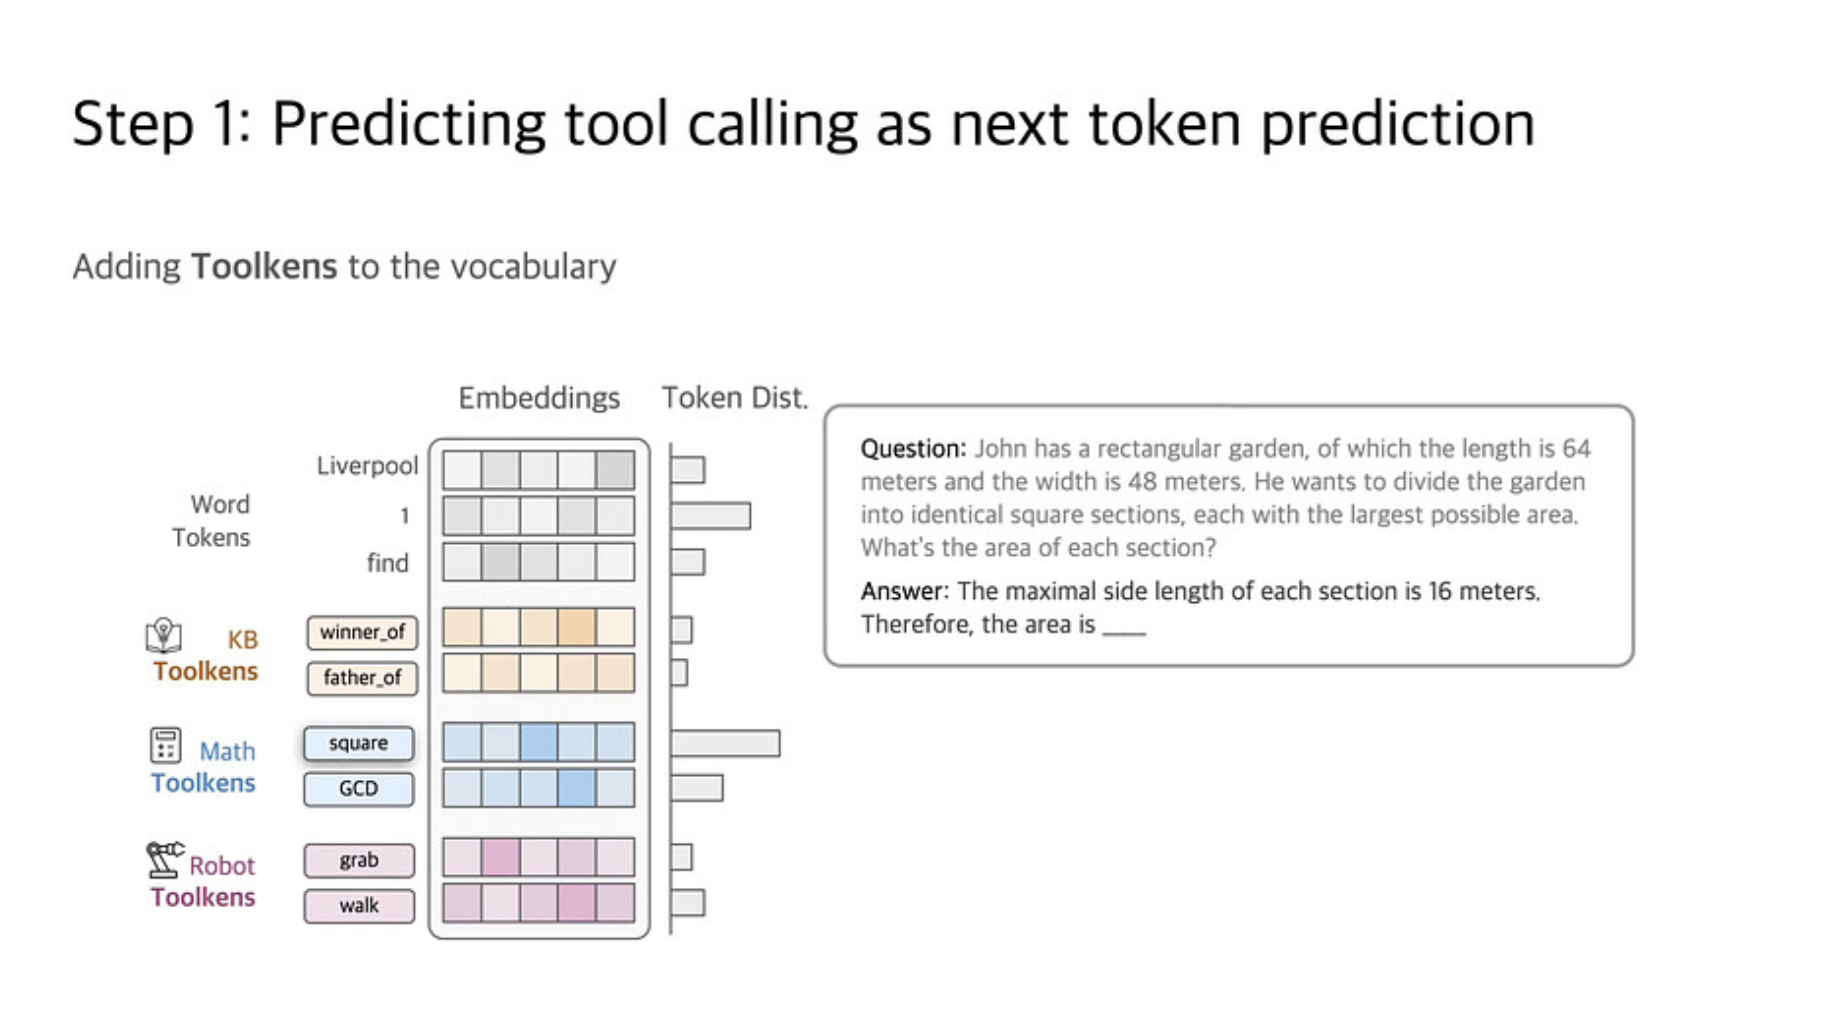 Step 1: Predicting tool calling as next token prediction
Adding Toolkens to the vocabulary
Embeddings
Token Dist.
Word
Tokens
Liverpool
1
find
KB
Toolkens
winner_of
father_of
Math
Toolkens
square
GCD
Robot
Toolkens
grab
walk
Question: John has a rectangular garden, of which the length is 64
meters and the width is 48 meters. He wants to divide the garden
into identical square sections, each with the largest possible area.
What's the area of each section?
Answer: The maximal side length of each section is 16 meters.
Therefore, the area is ____